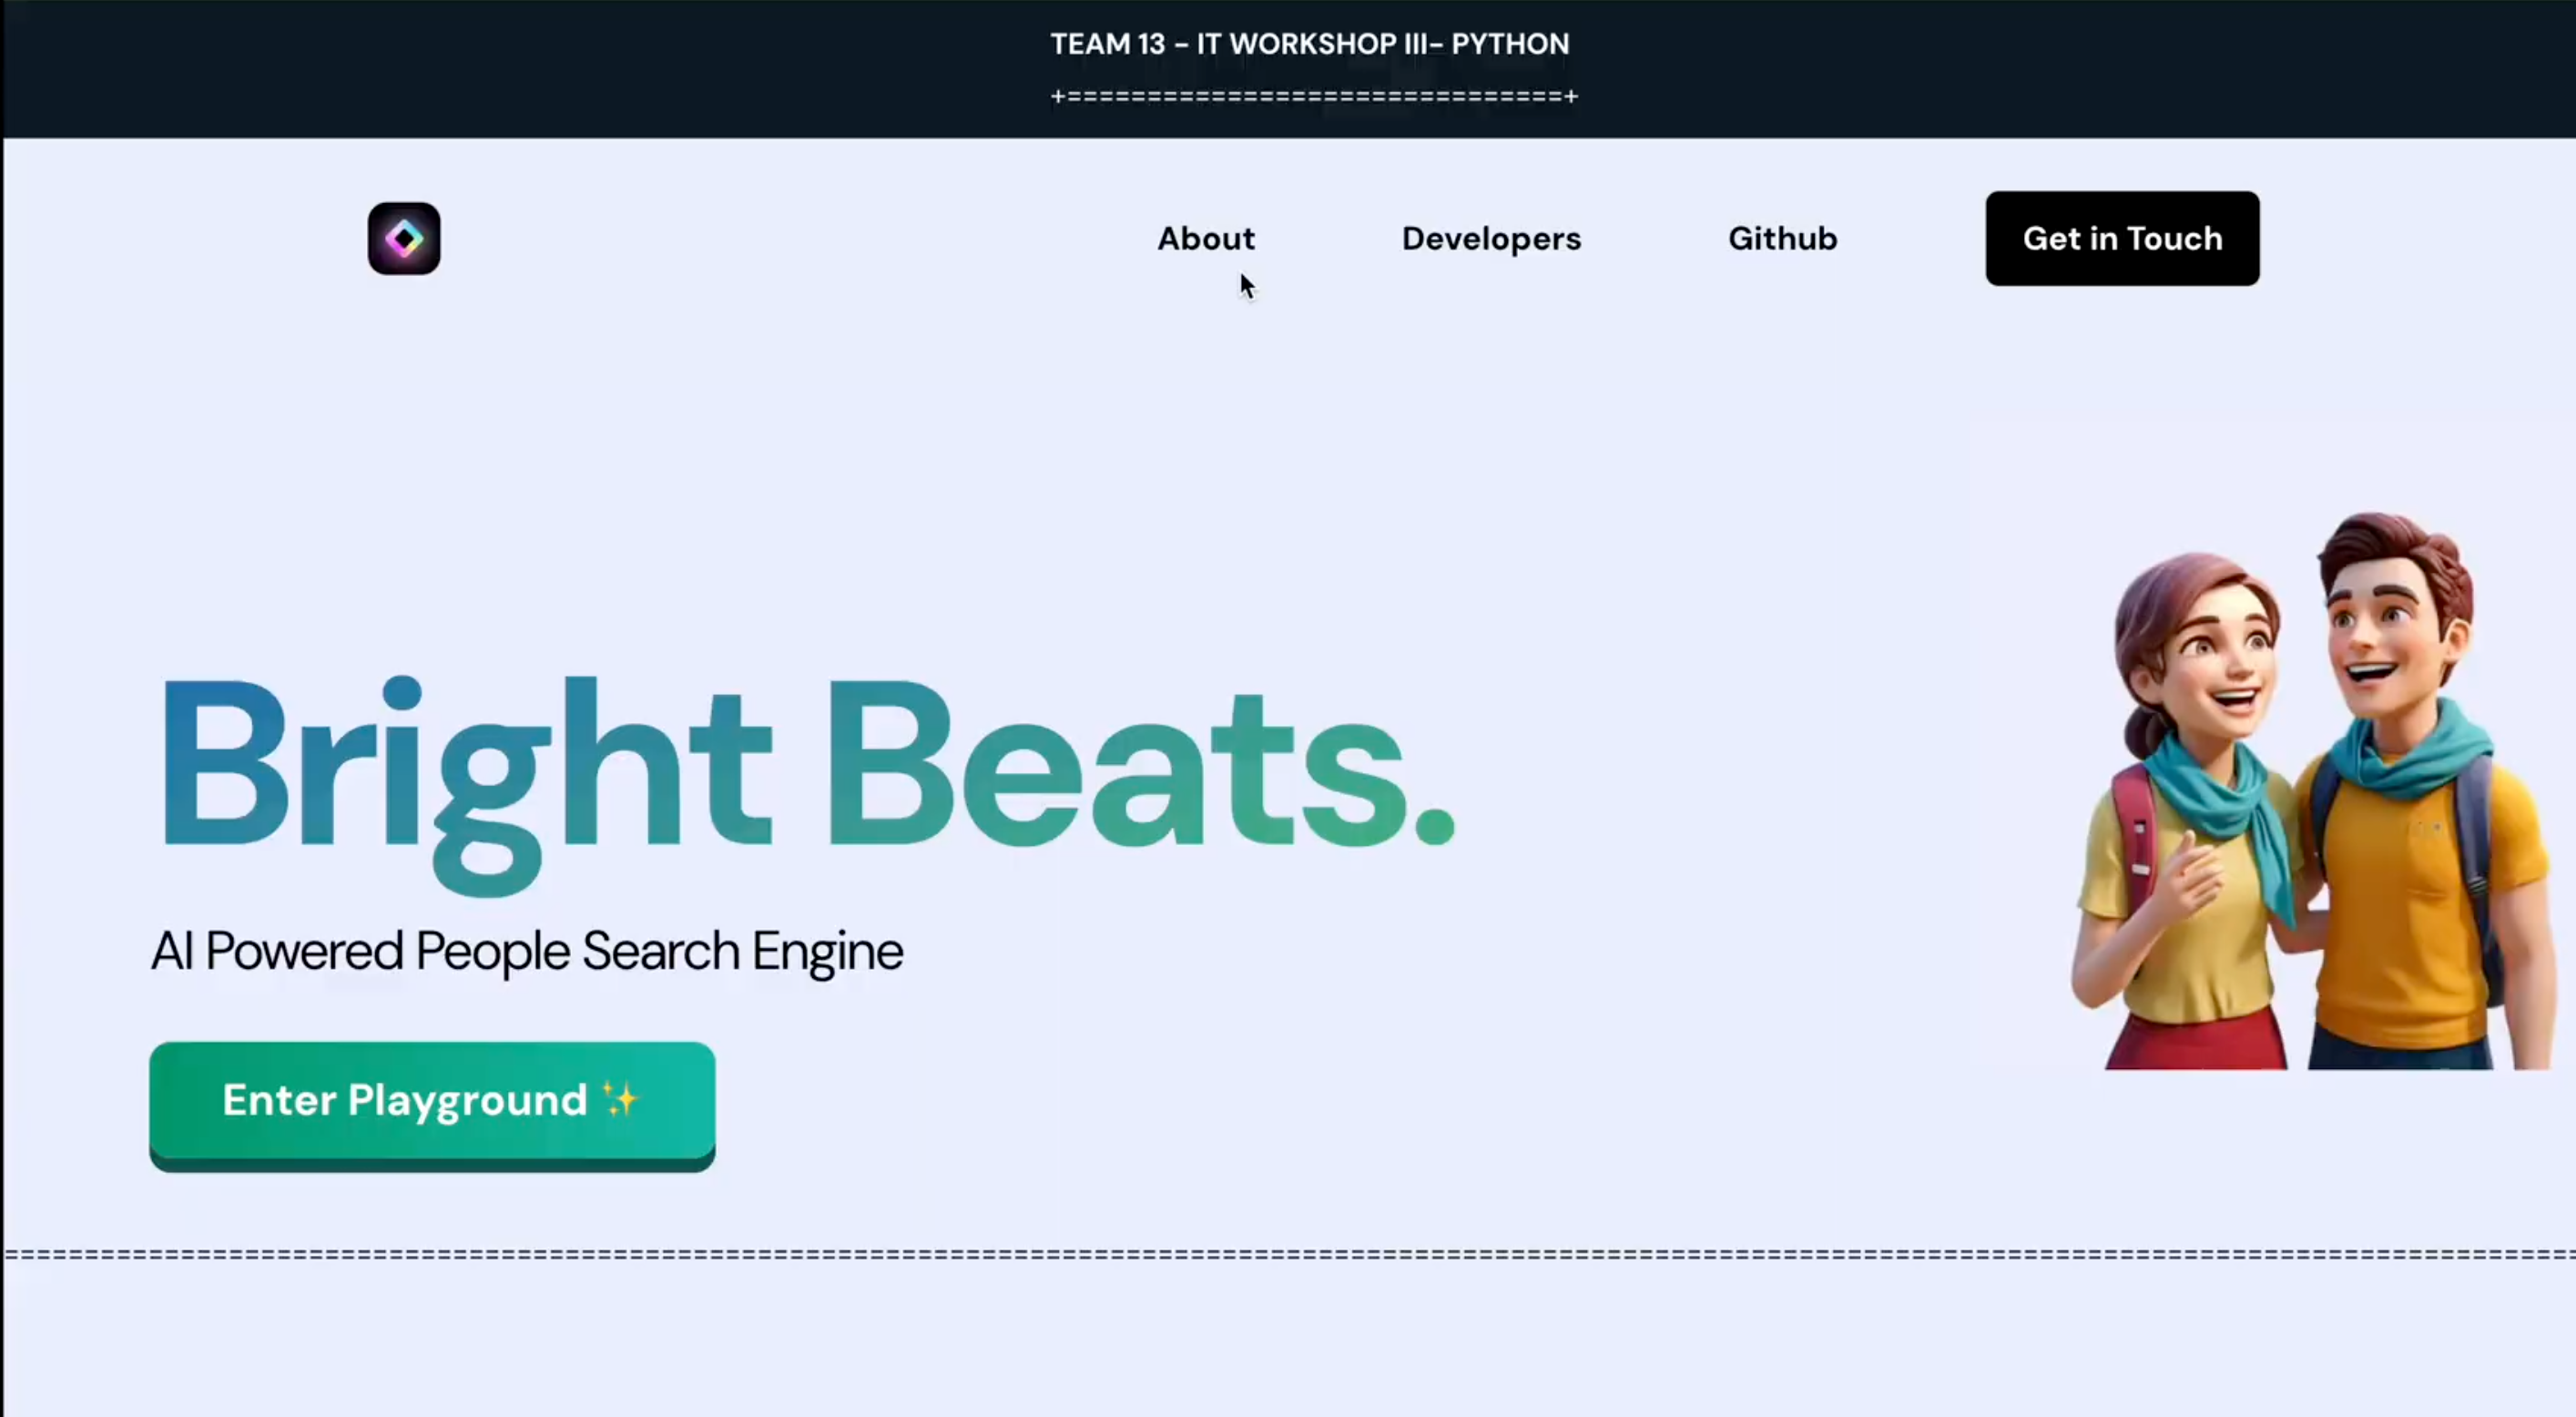 TEAM 13 - IT WORKSHOP III- PYTHON
+===============================+
About Developers Github Get in Touch
Bright Beats.
AI Powered People Search Engine
Enter Playground ✨
================================================================================================================================================================